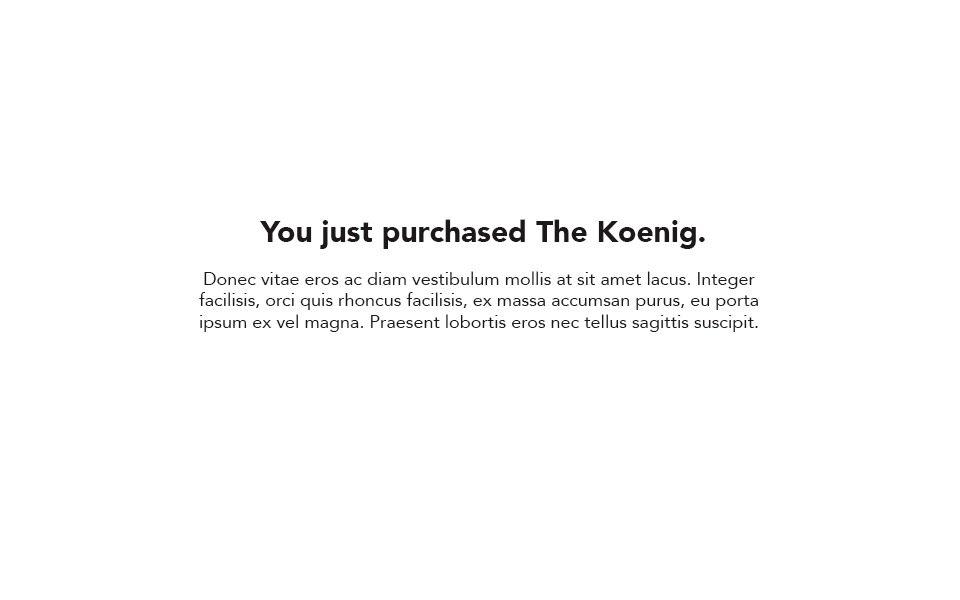 You just purchased The Koenig.
Donec vitae eros ac diam vestibulum mollis at sit amet lacus. Integer
facilisis, orci quis rhoncus facilisis, ex massa accumsan purus, eu porta
ipsum ex vel magna. Praesent lobortis eros nec tellus sagittis suscipit.